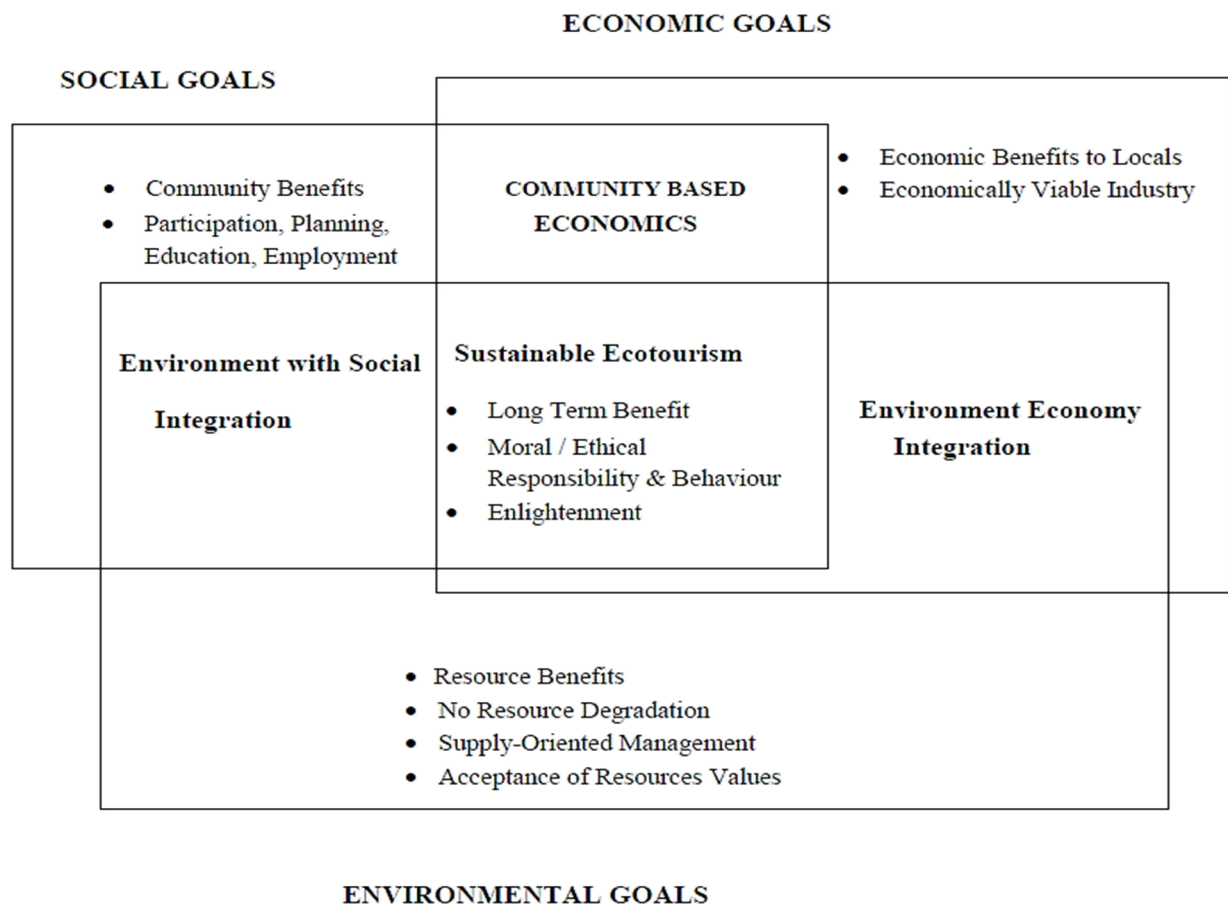 ECONOMIC GOALS
SOCIAL GOALS
• Community Benefits
• Participation, Planning,
Education, Employment
COMMUNITY BASED
ECONOMICS
• Economic Benefits to Locals
• Economically Viable Industry
Environment with Social
Integration
Sustainable Ecotourism
• Long Term Benefit
• Moral / Ethical
Responsibility & Behaviour
• Enlightenment
Environment Economy
Integration
• Resource Benefits
• No Resource Degradation
• Supply-Oriented Management
• Acceptance of Resources Values
ENVIRONMENTAL GOALS